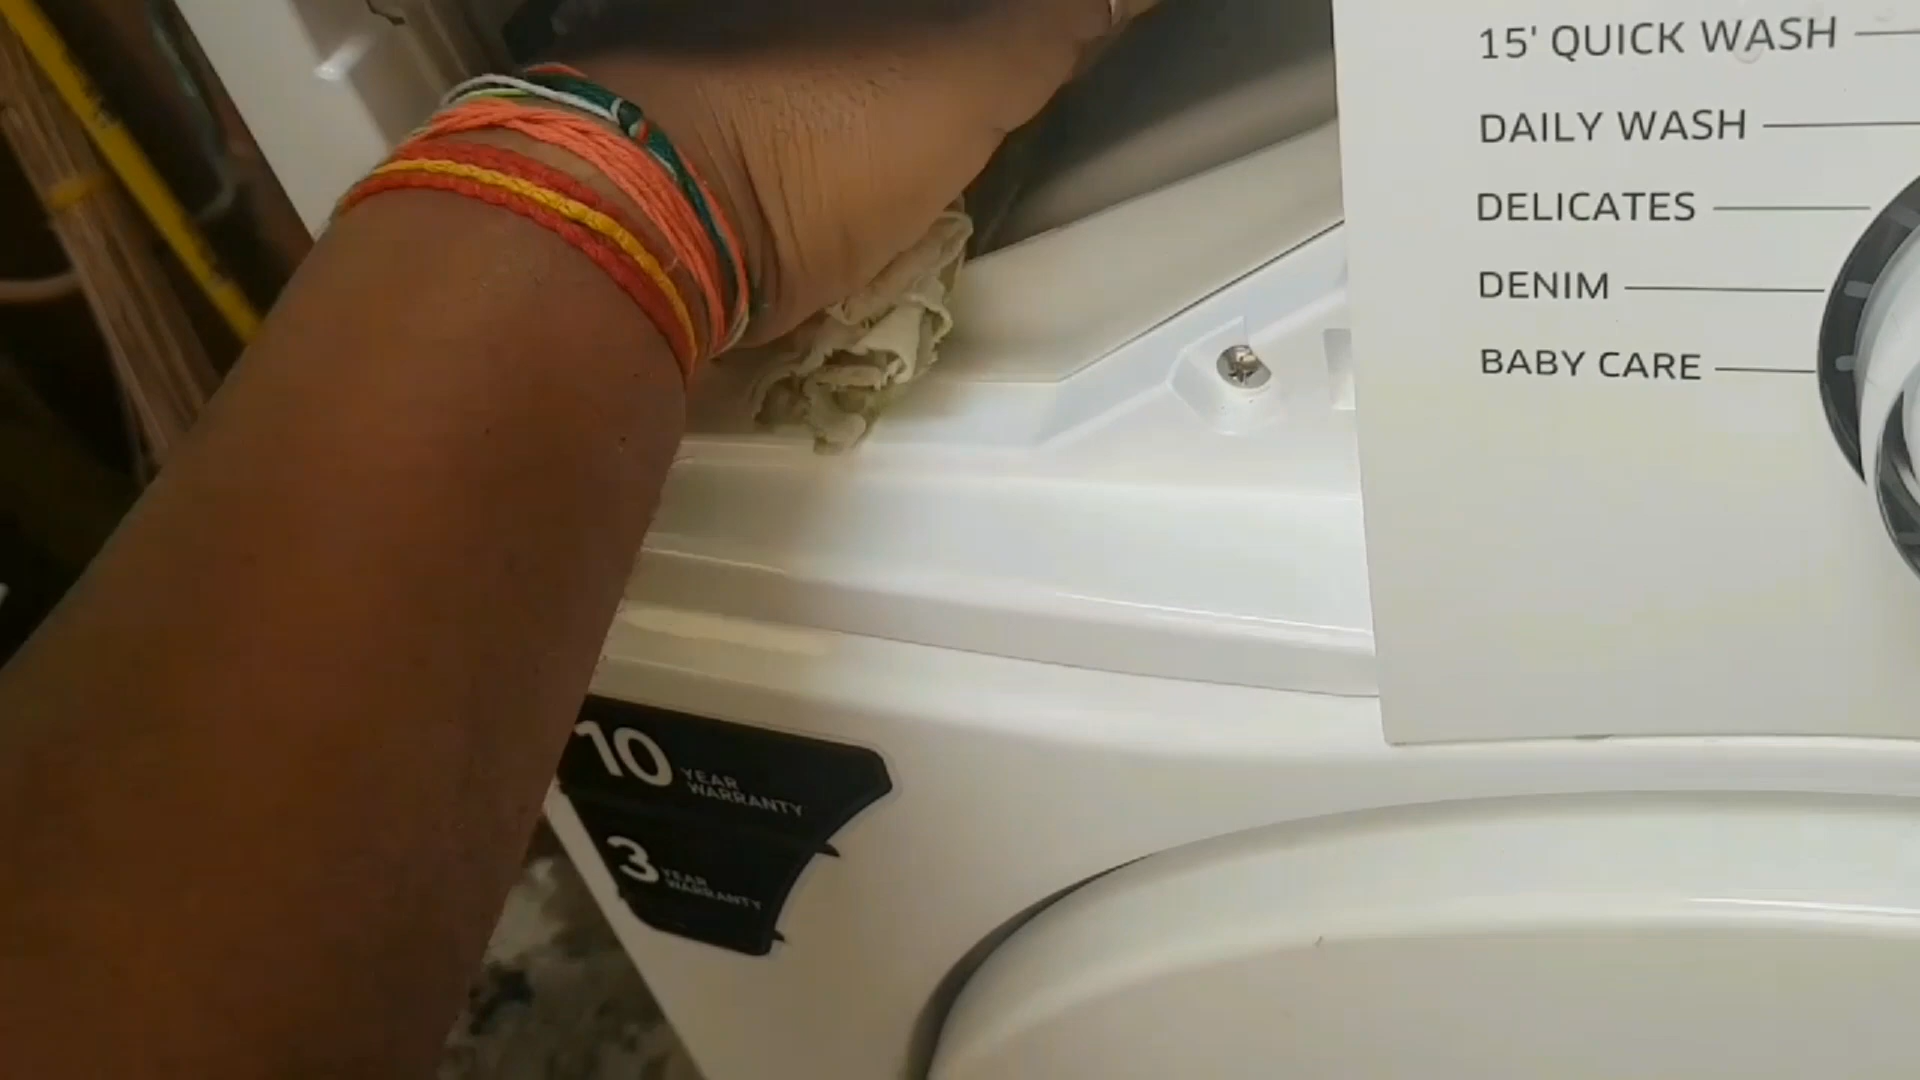 15' QUICK WASH
DAILY WASH
DELICATES
DENIM
BABY CARE
10 YEAR
WARRANTY
3 YEAR
WARRANTY